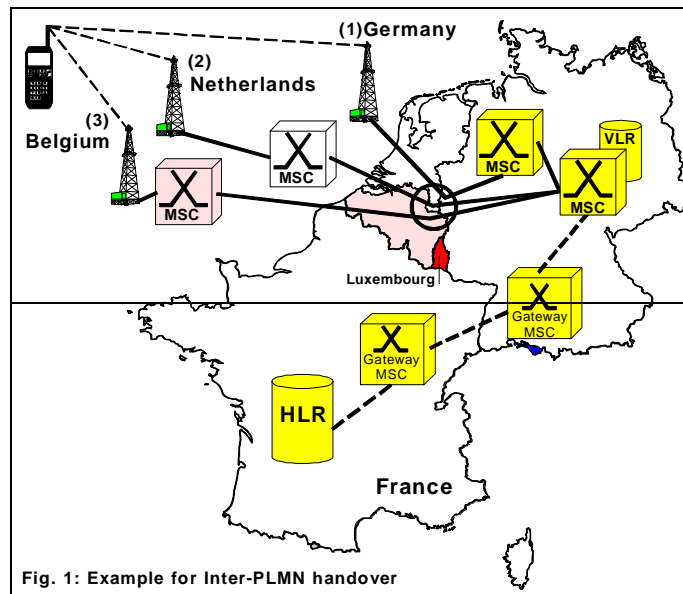 (1)Germany
(2)
Netherlands
(3)
Belgium
MSC
MSC
MSC
VLR
MSC
Luxembourg
Gateway
MSC
Gateway
MSC
HLR
France
Fig. 1: Example for Inter-PLMN handover